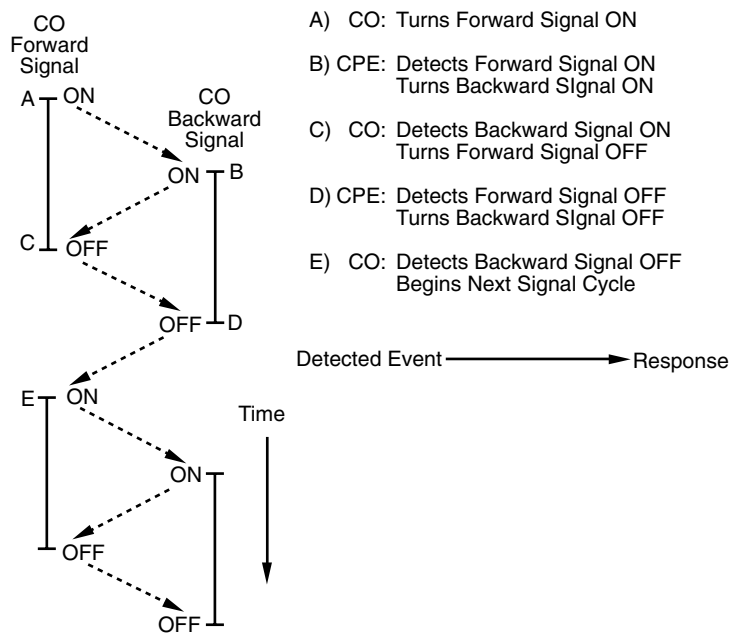 CO
Forward
Signal
A ON
CO
Backward
Signal
ON B
C OFF
OFF D
E ON
Time
ON
OFF
OFF
A) CO: Turns Forward Signal ON
B) CPE: Detects Forward Signal ON
Turns Backward SIgnal ON
C) CO: Detects Backward Signal ON
Turns Forward Signal OFF
D) CPE: Detects Forward Signal OFF
Turns Backward SIgnal OFF
E) CO: Detects Backward Signal OFF
Begins Next Signal Cycle
Detected Event Response